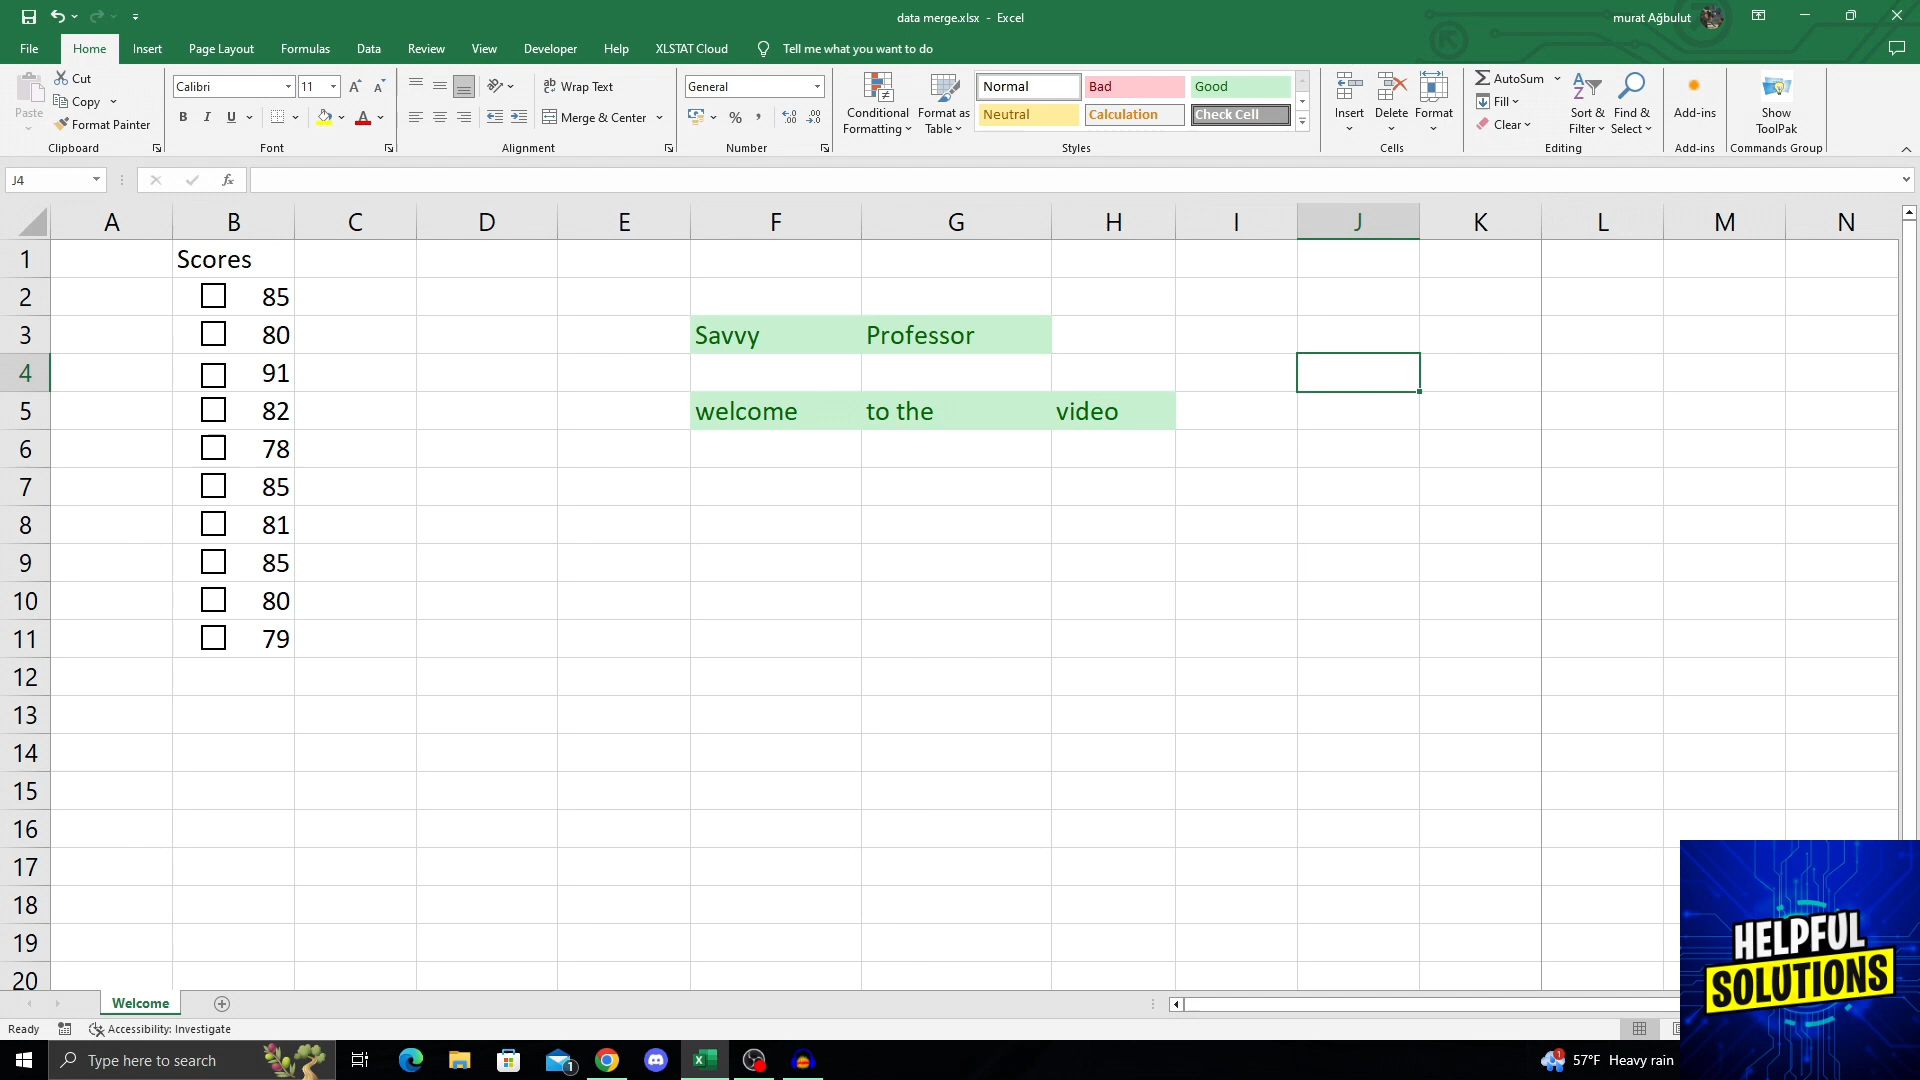 data merge.xlsx - Excel
murat Ağbulut
File Home Insert Page Layout Formulas Data Review View Developer Help XLSTAT Cloud Tell me what you want to do
Paste
Cut
Copy
Format Painter
Clipboard
Calibri 11
B I U
Font
Wrap Text
Merge & Center
Alignment
General
Number
Conditional Formatting
Format as Table
Normal Bad Good
Neutral Calculation Check Cell
Styles
Insert Delete Format
Cells
AutoSum
Fill
Clear
Sort & Filter
Find & Select
Editing
Add-ins
Add-ins
Show ToolPak
Commands Group
J4
fx
A B C D E F G H I J K L M N
1 Scores
2 85
3 80 Savvy Professor
4 91
5 82 welcome to the video
6 78
7 85
8 81
9 85
10 80
11 79
12
13
14
15
16
17
18
19
20
Welcome
Ready Accessibility: Investigate
Type here to search
1
1 57°F Heavy rain
HELPFUL
SOLUTIONS